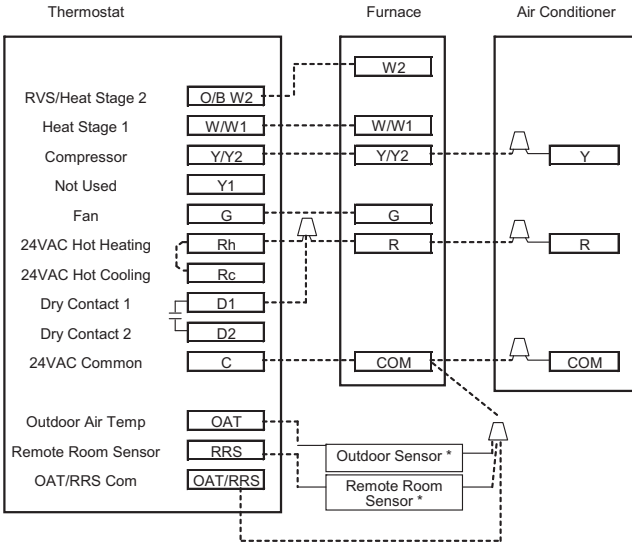 Thermostat Furnace Air Conditioner
W2
RVS/Heat Stage 2 O/B W2
Heat Stage 1 W/W1 W/W1
Compressor Y/Y2 Y/Y2 Y
Not Used Y1
Fan G G
24VAC Hot Heating Rh R R
24VAC Hot Cooling Rc
Dry Contact 1 D1
Dry Contact 2 D2
24VAC Common C COM COM
Outdoor Air Temp OAT
Remote Room Sensor RRS
OAT/RRS Com OAT/RRS
Outdoor Sensor *
Remote Room
Sensor *